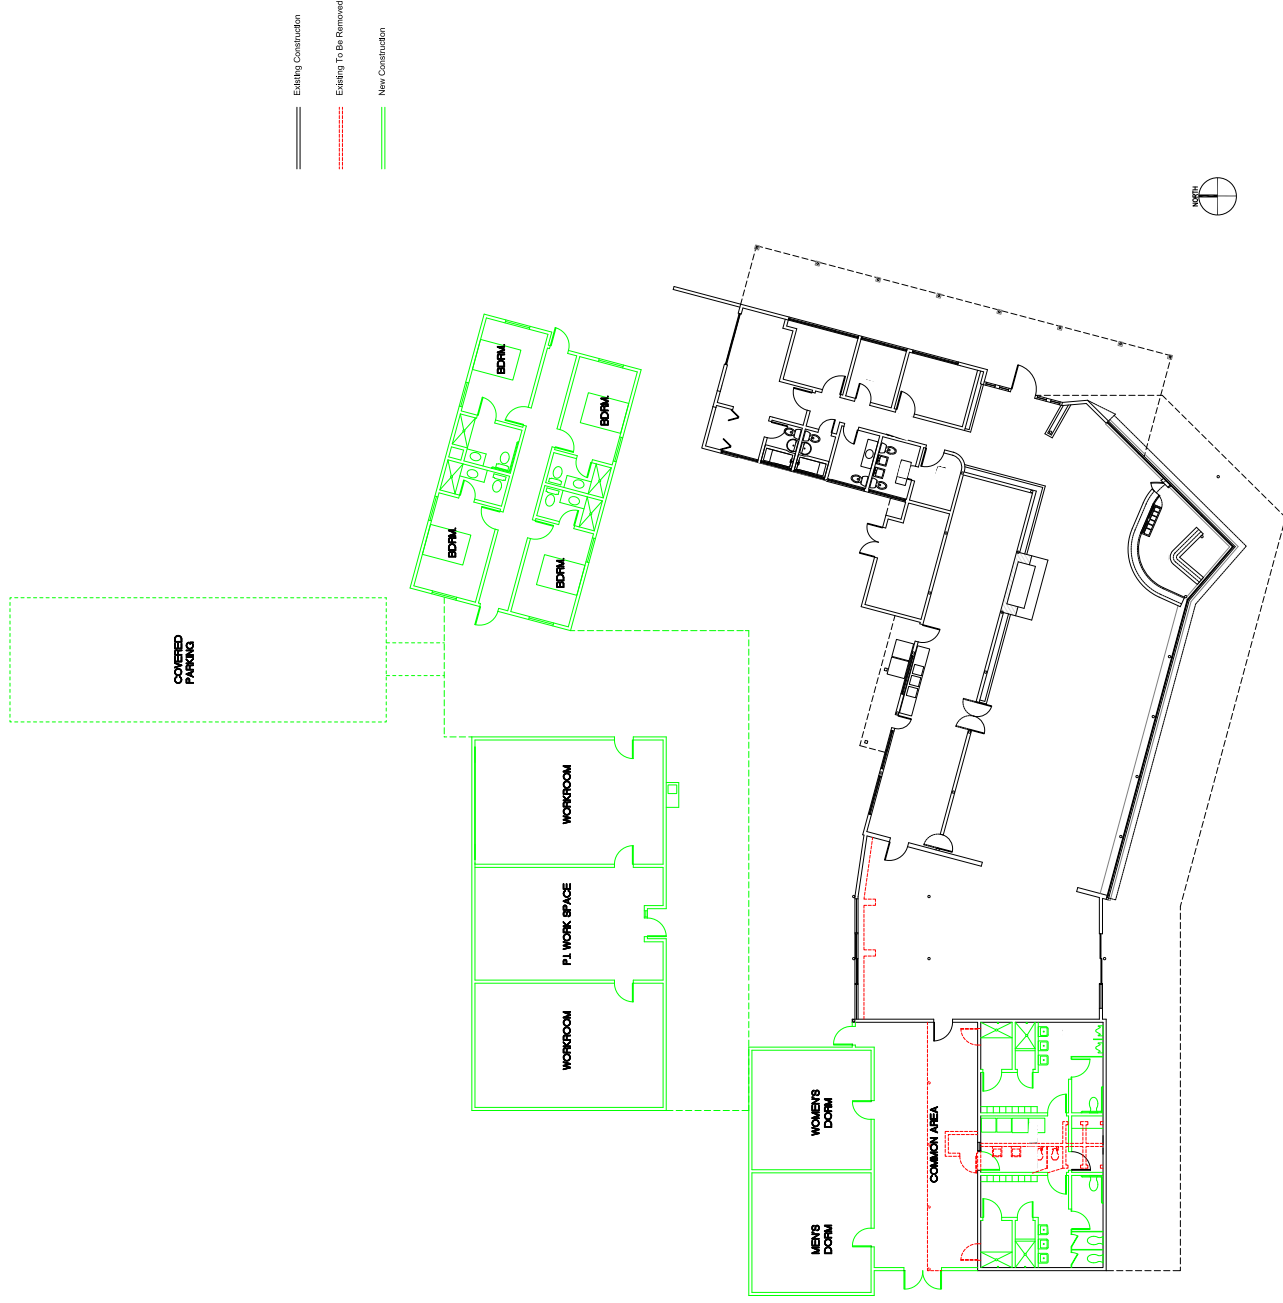 Existing Construction
Existing To Be Removed
New Construction
NORTH
BDRM.
BDRM.
BDRM.
BDRM.
COVERED
PARKING
WORKROOM
P.I. WORK SPACE
WORKROOM
WOMEN'S
DORM
MEN'S
DORM
COMMON AREA